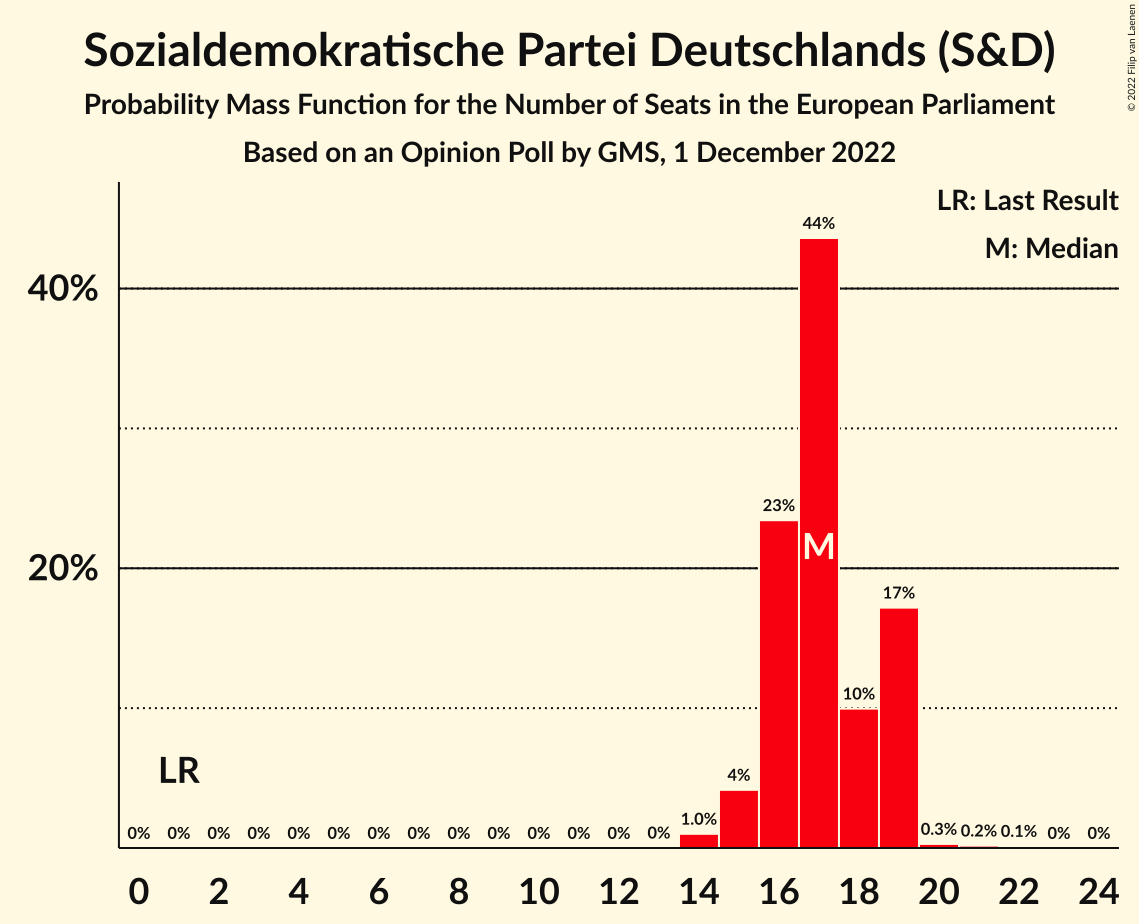 Sozialdemokratische Partei Deutschlands (S&D)
Probability Mass Function for the Number of Seats in the European Parliament
Based on an Opinion Poll by GMS, 1 December 2022
© 2022 Filip van Laenen
LR: Last Result
M: Median
44%
40%
23%
M
20%
17%
10%
LR
4%
0% 0% 0% 0% 0% 0% 0% 0% 0% 0% 0% 0% 0% 0% 1.0% 0.3% 0.2% 0.1% 0% 0%
0 2 4 6 8 10 12 14 16 18 20 22 24